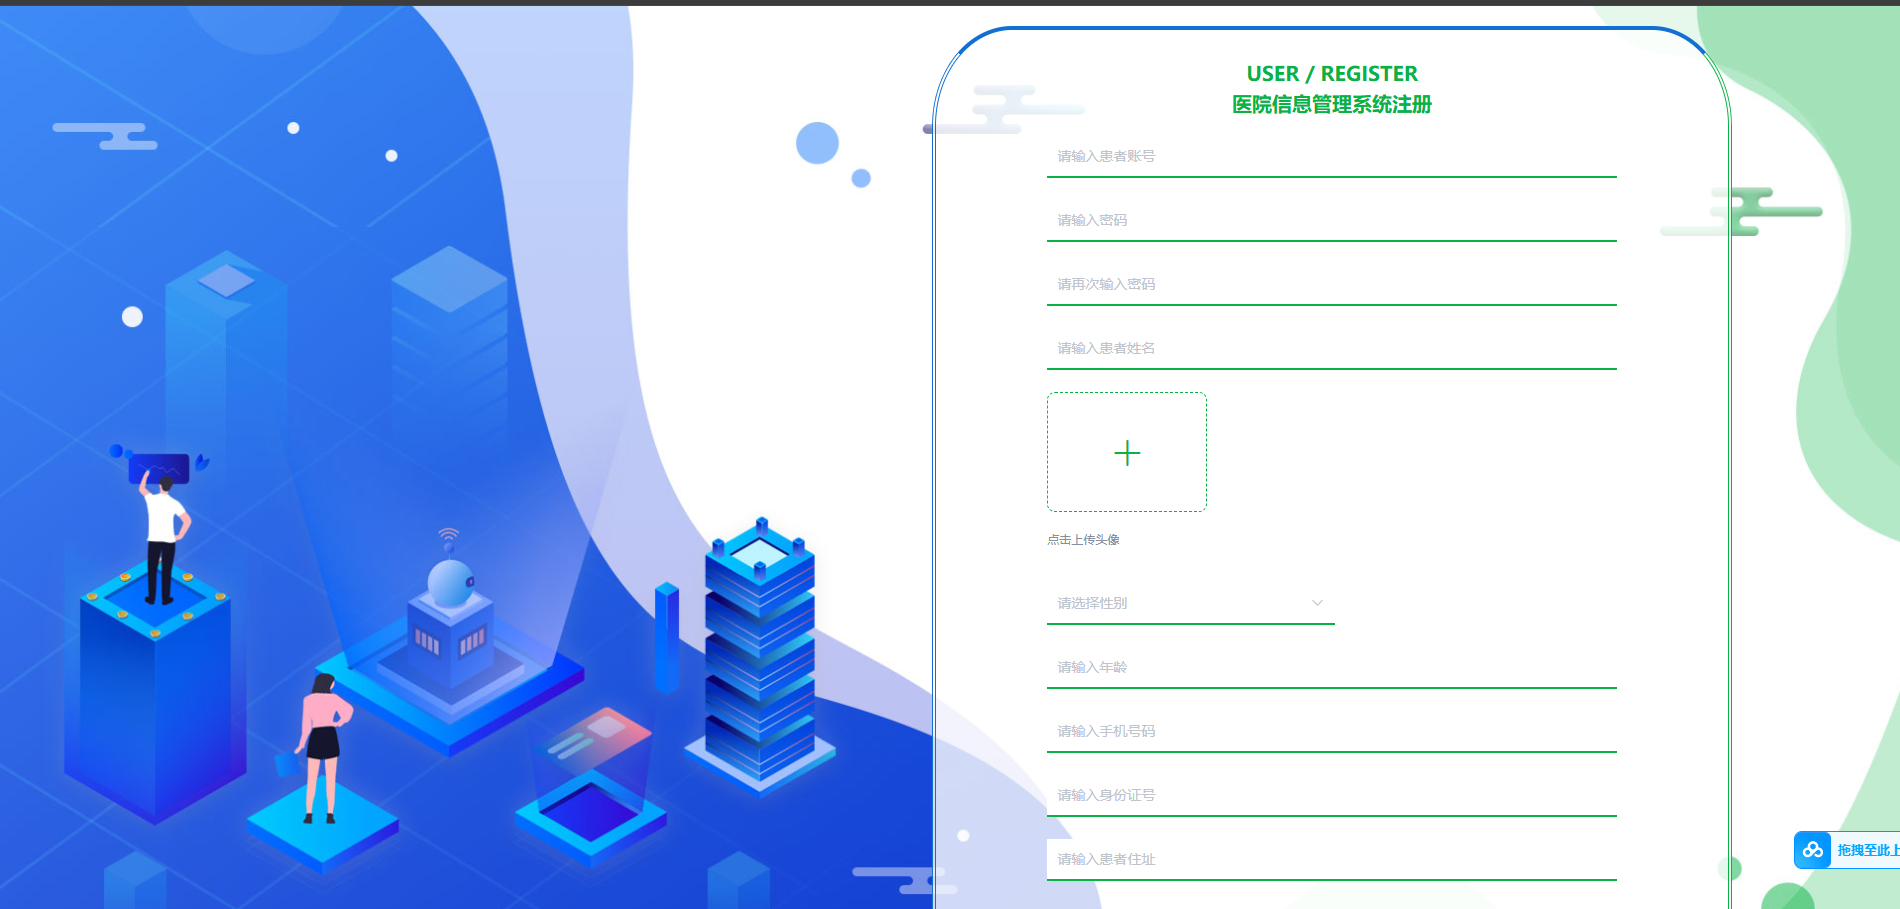 USER / REGISTER
医院信息管理系统注册
请输入患者账号
请输入密码
请再次输入密码
请输入患者姓名
点击上传头像
请选择性别
请输入年龄
请输入手机号码
请输入身份证号
请输入患者住址
拖拽至此上